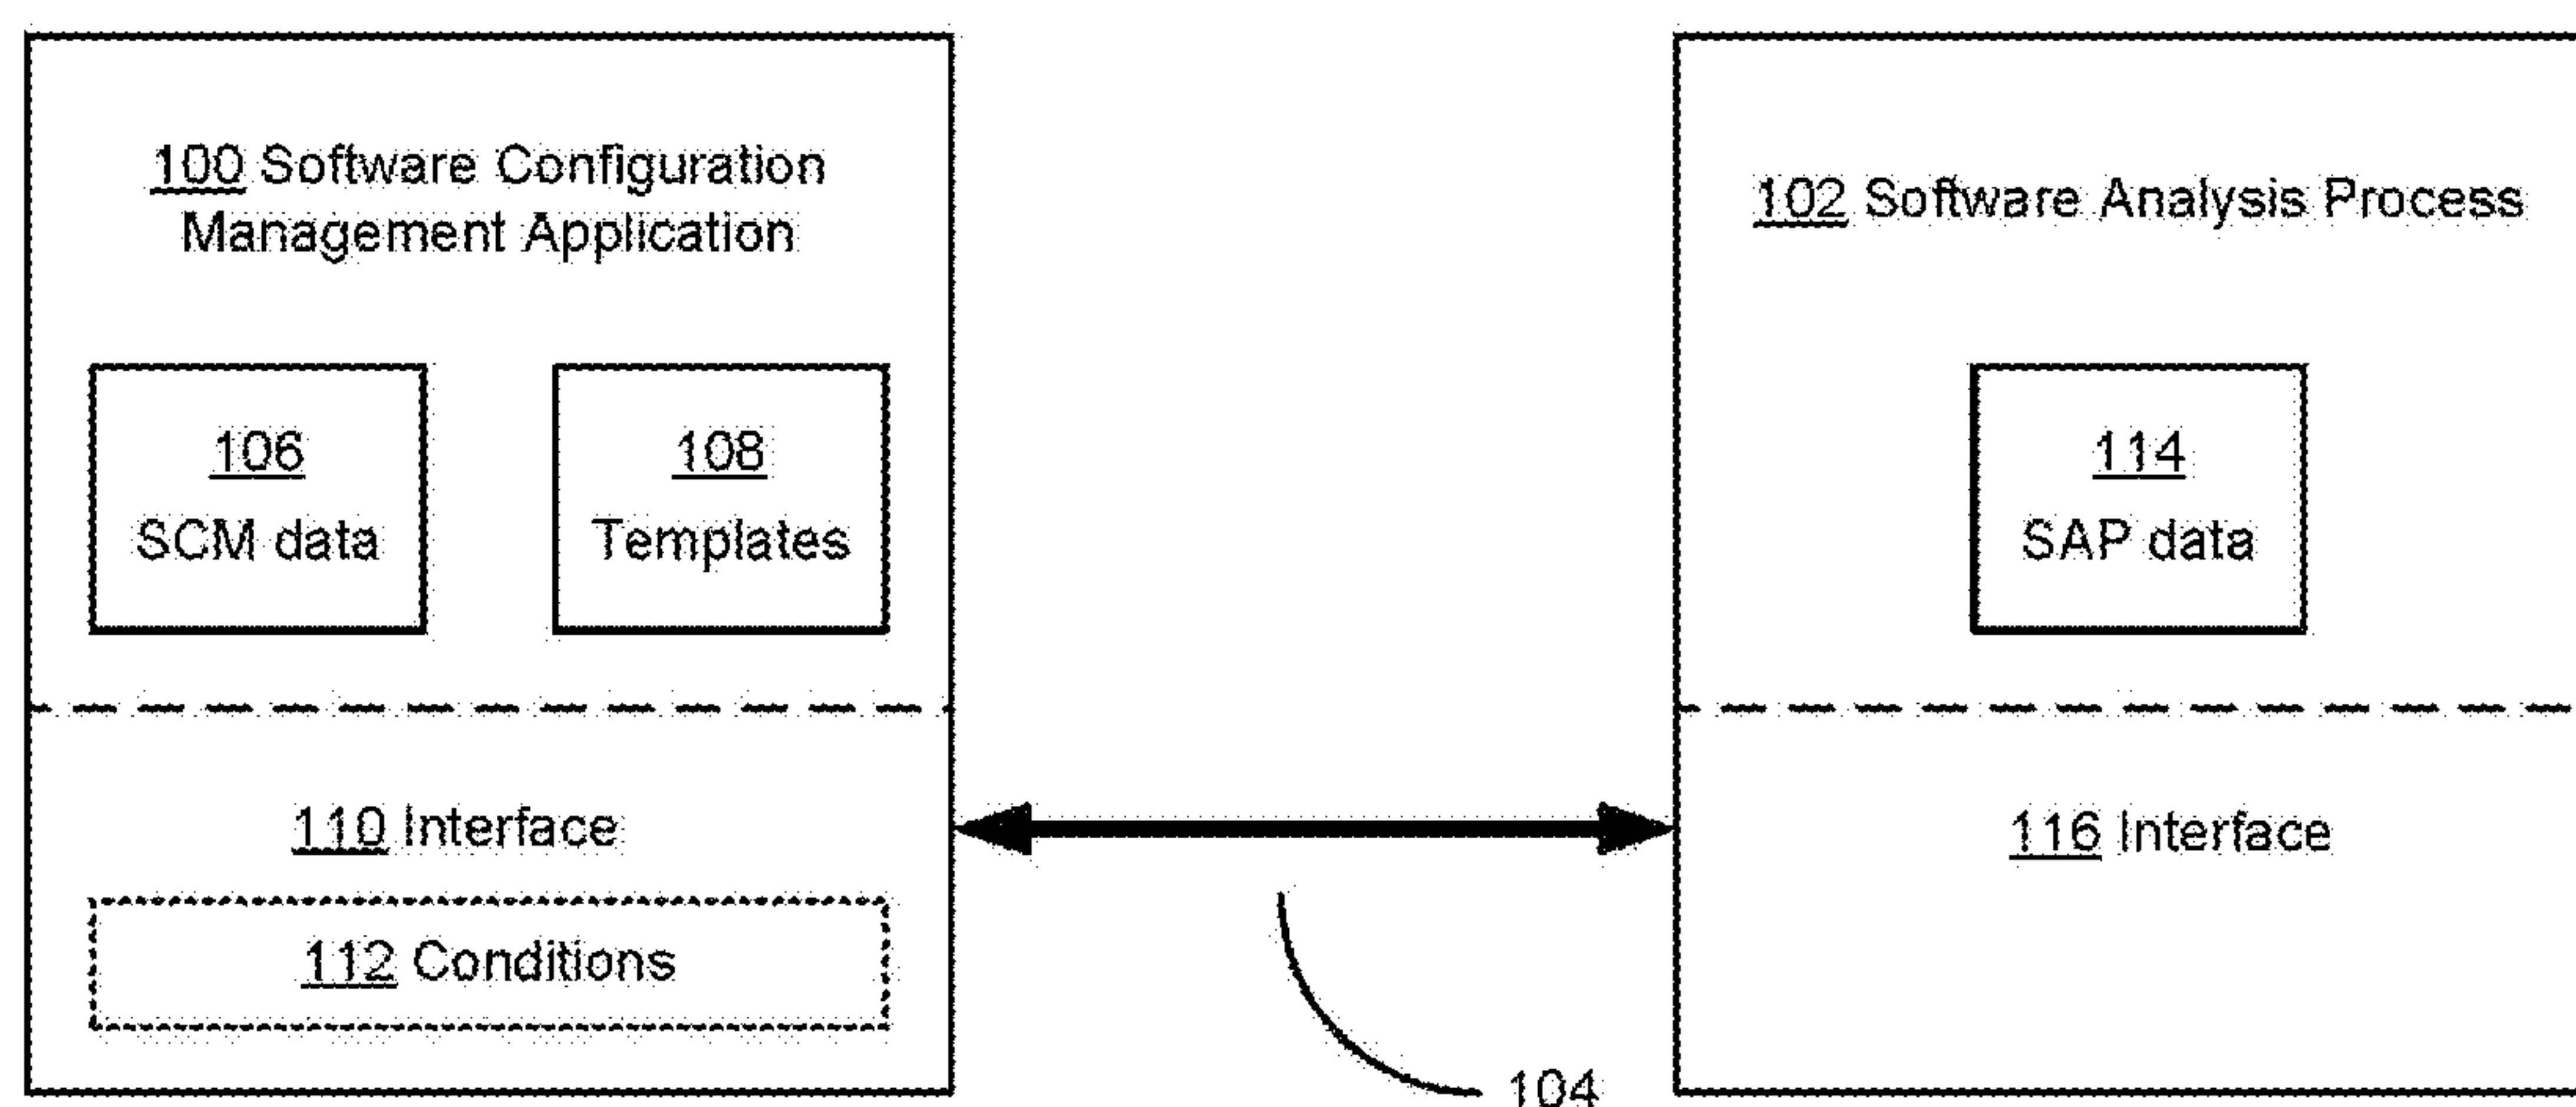 100 Software Configuration
Management Application
106
SCM data
108
Templates
110 Interface
112 Conditions
104
102 Software Analysis Process
114
SAP data
116 Interface